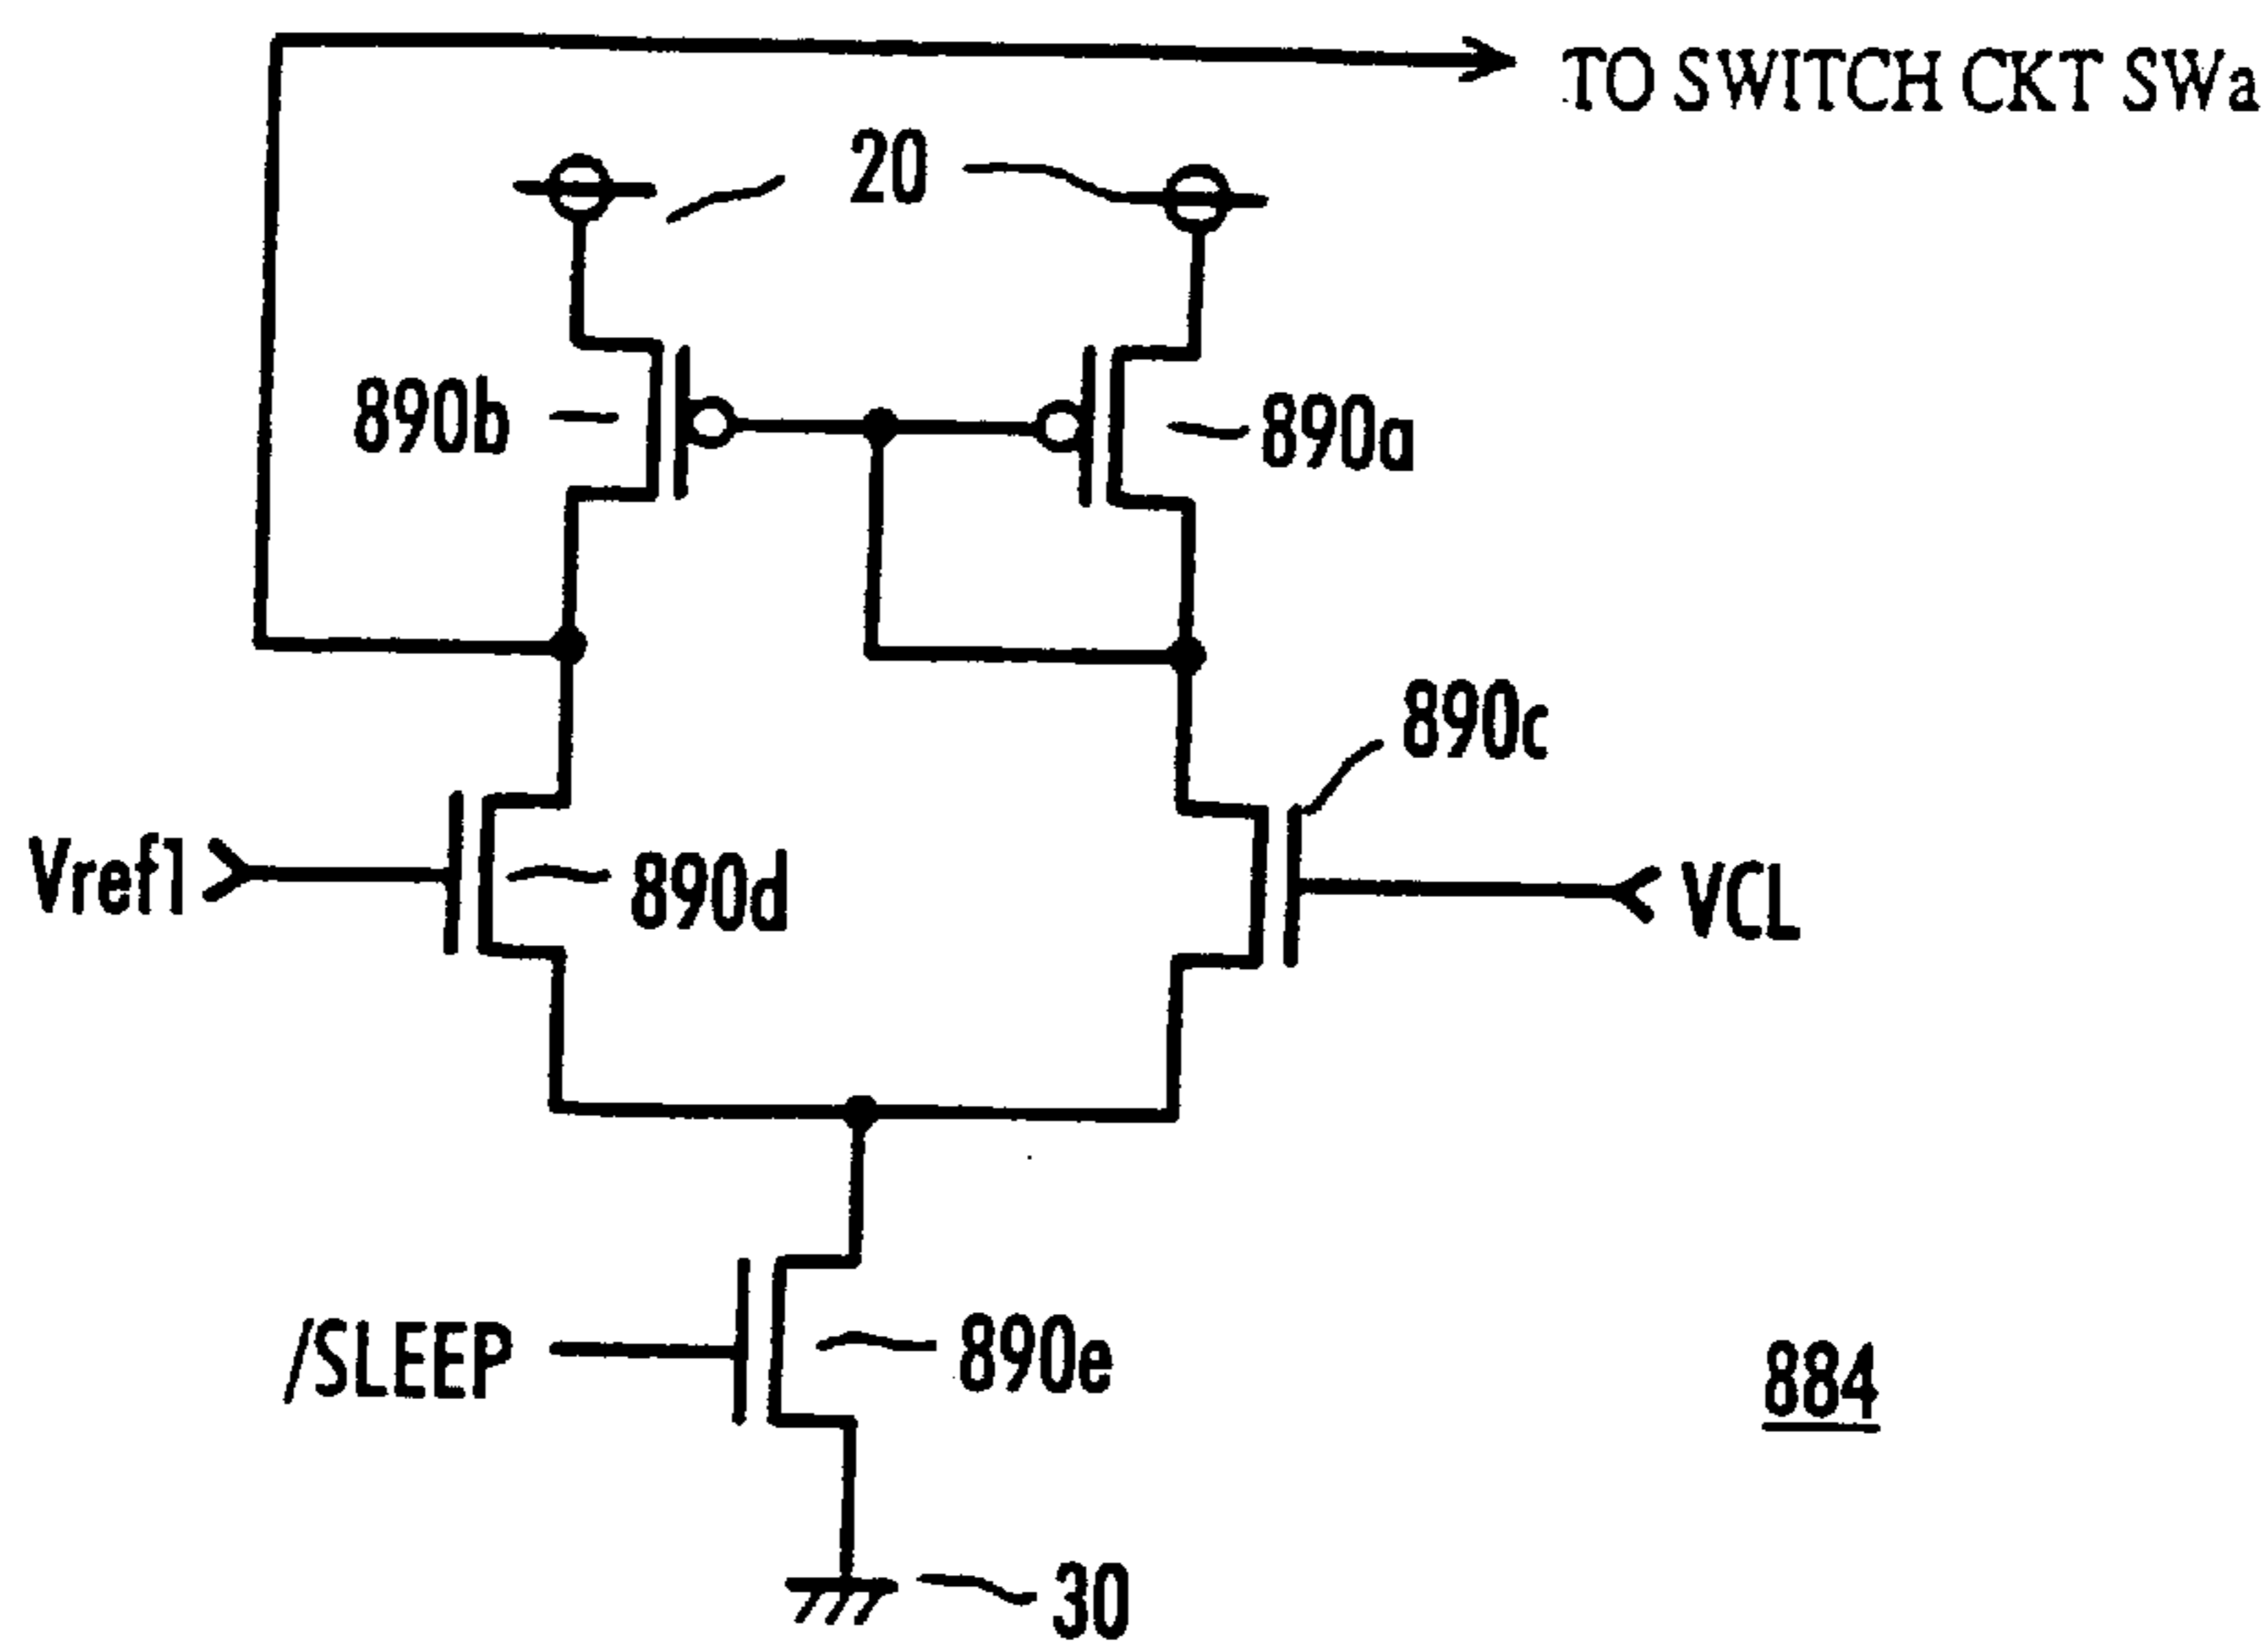 TO SWITCH CKT SWa
20
890b
890a
890c
Vref1
890d
VCL
/SLEEP
890e
884
30